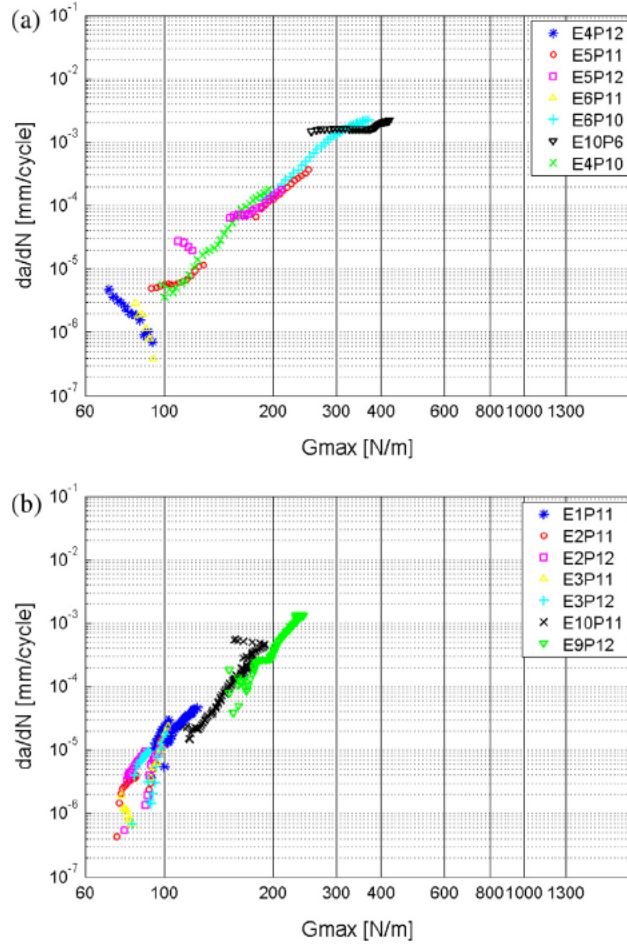 (a)
10^-1
10^-2
10^-3
10^-4
10^-5
10^-6
10^-7
da/dN [mm/cycle]
60 100 200 300 400 600 800 1000 1300
Gmax [N/m]
E4P12
E5P11
E5P12
E6P11
E6P10
E10P6
E4P10
(b)
10^-1
10^-2
10^-3
10^-4
10^-5
10^-6
10^-7
da/dN [mm/cycle]
60 100 200 300 400 600 800 1000 1300
Gmax [N/m]
E1P11
E2P11
E2P12
E3P11
E3P12
E10P11
E9P12